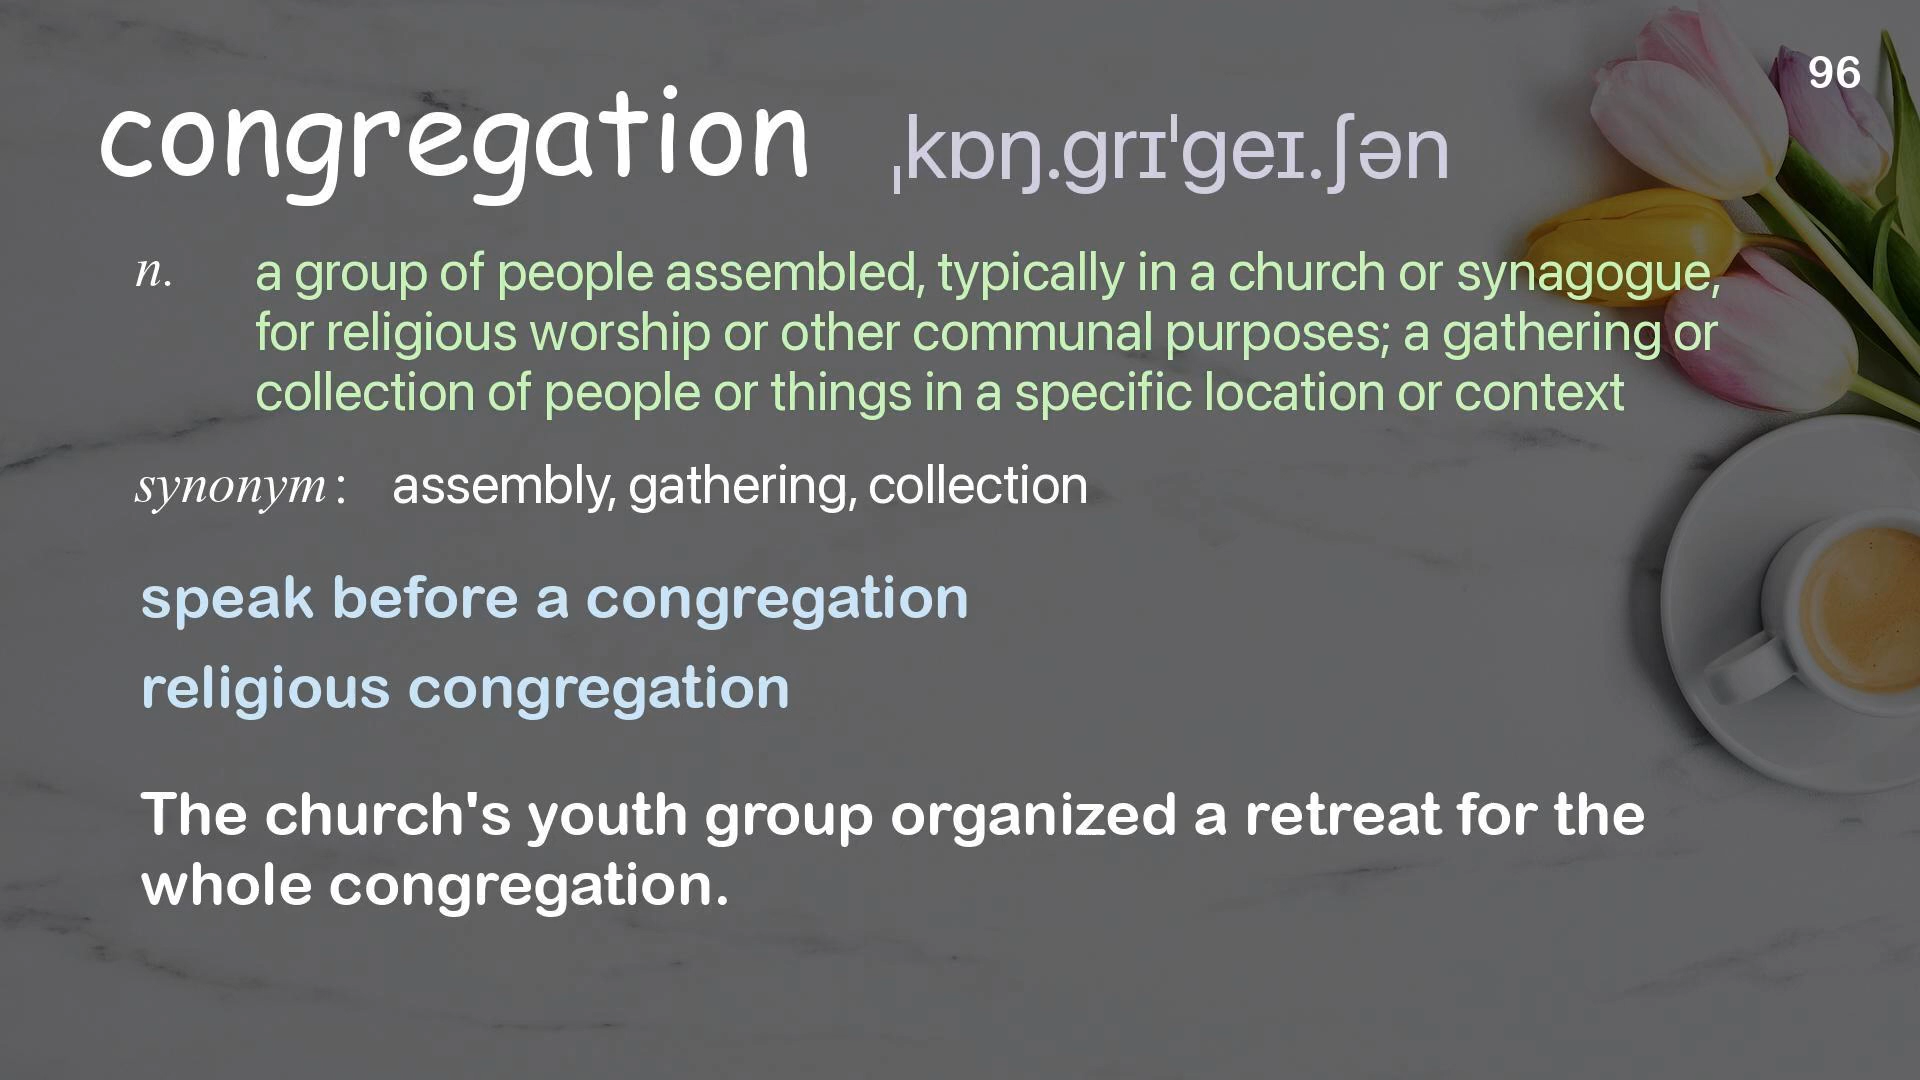 96
congregation ˌkɒŋ.ɡrɪˈɡeɪ.ʃən
n. a group of people assembled, typically in a church or synagogue,
for religious worship or other communal purposes; a gathering or
collection of people or things in a specific location or context
synonym : assembly, gathering, collection
speak before a congregation
religious congregation
The church's youth group organized a retreat for the
whole congregation.